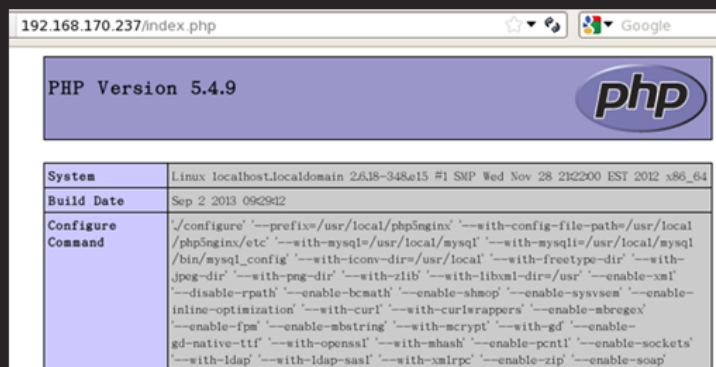 192.168.170.237/index.php
Google
PHP Version 5.4.9
php
System Linux localhost.localdomain 2.6.18-348.el5 #1 SMP Wed Nov 28 21:22:00 EST 2012 x86_64
Build Date Sep 2 2013 09:29:12
Configure './configure' '--prefix=/usr/local/php5nginx' '--with-config-file-path=/usr/local
Command /php5nginx/etc' '--with-mysql=/usr/local/mysql' '--with-mysqli=/usr/local/mysql
/bin/mysql_config' '--with-iconv-dir=/usr/local' '--with-freetype-dir' '--with-
jpeg-dir' '--with-png-dir' '--with-zlib' '--with-libxml-dir=/usr' '--enable-xml'
'--disable-rpath' '--enable-bcmath' '--enable-shmop' '--enable-sysvsem' '--enable-
inline-optimization' '--with-curl' '--with-curlwrappers' '--enable-mbregex'
'--enable-fpm' '--enable-mbstring' '--with-mcrypt' '--with-gd' '--enable-
gd-native-ttf' '--with-openssl' '--with-mhash' '--enable-pcntl' '--enable-sockets'
'--with-ldap' '--with-ldap-sasl' '--with-xmlrpc' '--enable-zip' '--enable-soap'